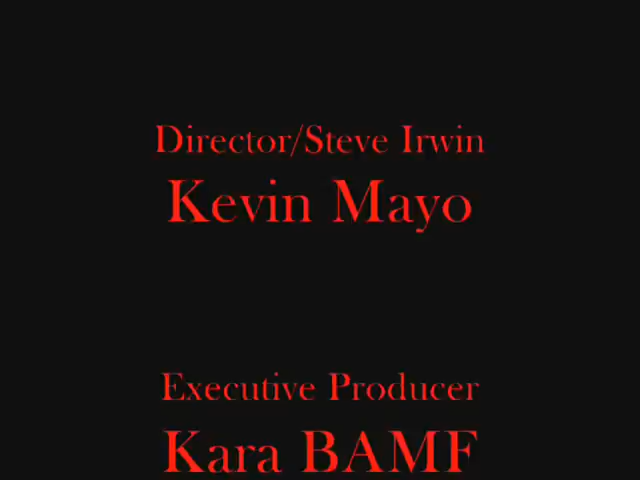 Director/Steve Irwin
Kevin Mayo
Executive Producer
Kara BAMF